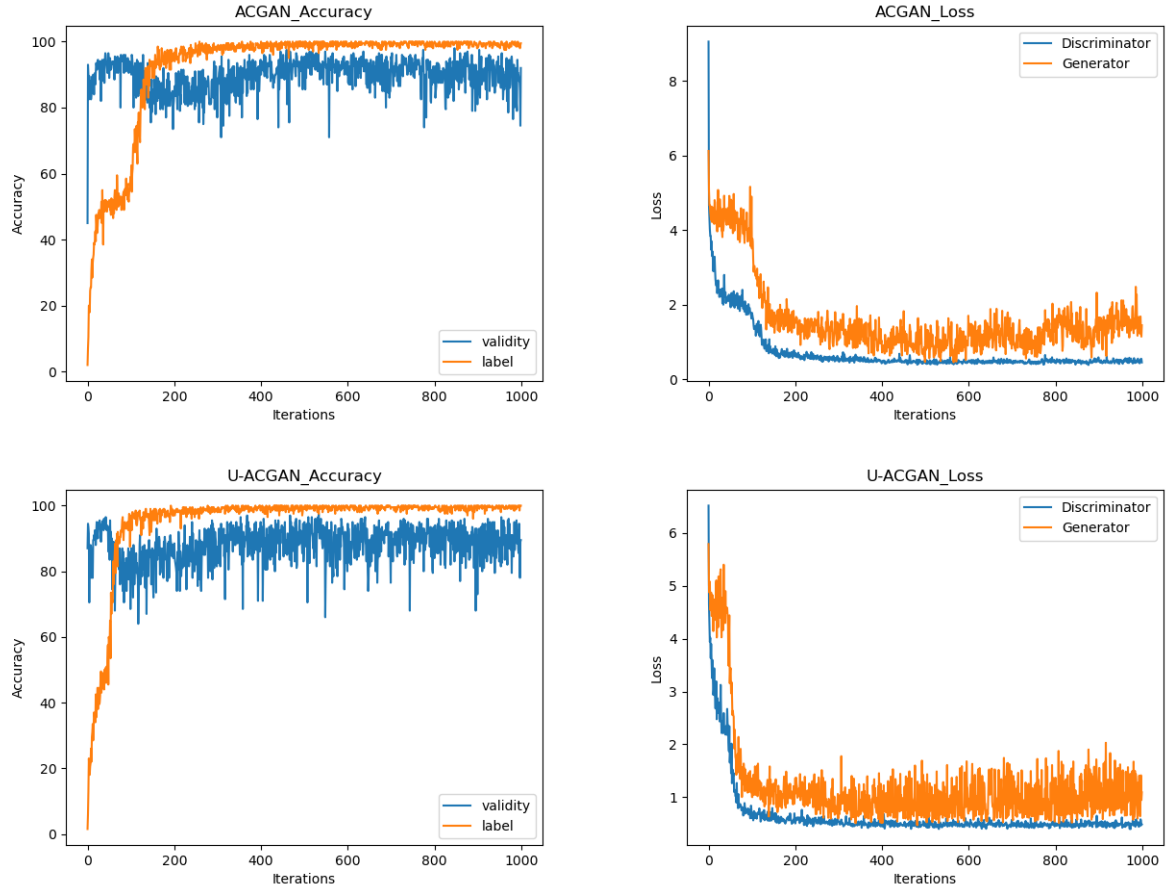 ACGAN_Accuracy
100
80
60
40
20
0
Accuracy
validity
label
0 200 400 600 800 1000
Iterations
ACGAN_Loss
8
6
4
2
0
Loss
Discriminator
Generator
0 200 400 600 800 1000
Iterations
U-ACGAN_Accuracy
100
80
60
40
20
0
Accuracy
validity
label
0 200 400 600 800 1000
Iterations
U-ACGAN_Loss
6
5
4
3
2
1
Loss
Discriminator
Generator
0 200 400 600 800 1000
Iterations